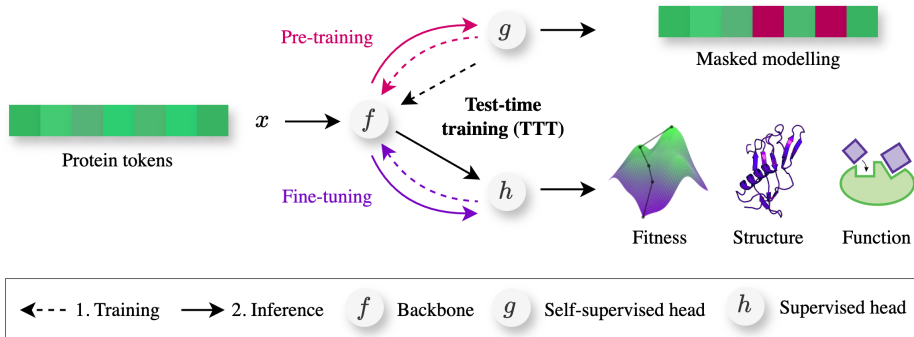 Pre-training
g
Masked modelling
Protein tokens
x
f
Test-time
training (TTT)
Fine-tuning
h
Fitness
Structure
Function
1. Training
2. Inference
f
Backbone
g
Self-supervised head
h
Supervised head